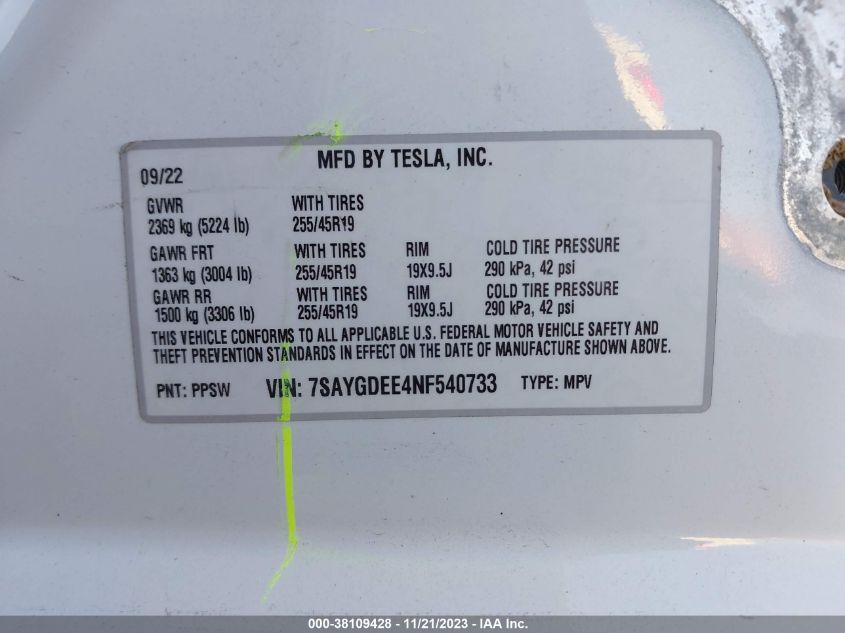 MFD BY TESLA, INC.
09/22
GVWR WITH TIRES
2369 kg (5224 lb) 255/45R19
GAWR FRT WITH TIRES RIM COLD TIRE PRESSURE
1363 kg (3004 lb) 255/45R19 19X9.5J 290 kPa, 42 psi
GAWR RR WITH TIRES RIM COLD TIRE PRESSURE
1500 kg (3306 lb) 255/45R19 19X9.5J 290 kPa, 42 psi
THIS VEHICLE CONFORMS TO ALL APPLICABLE U.S. FEDERAL MOTOR VEHICLE SAFETY AND
THEFT PREVENTION STANDARDS IN EFFECT ON THE DATE OF MANUFACTURE SHOWN ABOVE.
PNT: PPSW VIN: 7SAYGDEE4NF540733 TYPE: MPV
000-38109428 - 11/21/2023 - IAA Inc.